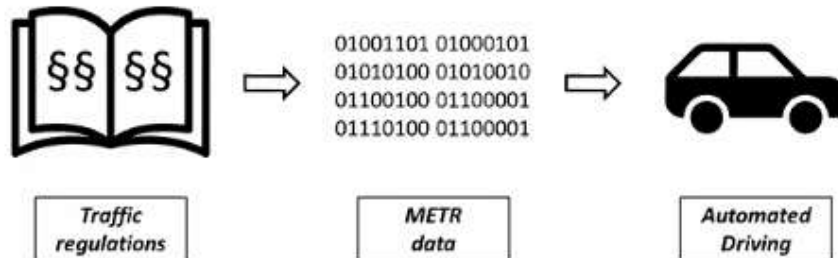 §§ §§
01001101 01000101
01010100 01010010
01100100 01100001
01110100 01100001
Traffic
regulations
METR
data
Automated
Driving